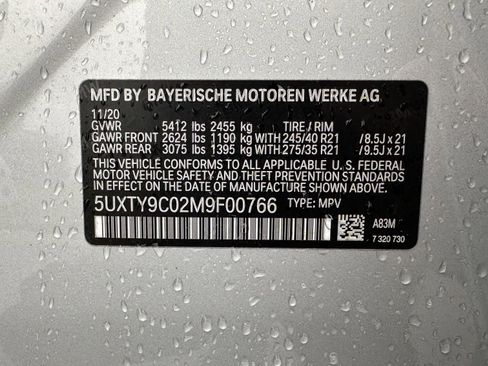 MFD BY BAYERISCHE MOTOREN WERKE AG
11/20
GVWR 5412 lbs 2455 kg TIRE / RIM
GAWR FRONT 2624 lbs 1190 kg WITH 245/40 R21 /8.5J x 21
GAWR REAR 3075 lbs 1395 kg WITH 275/35 R21 /9.5J x 21
THIS VEHICLE CONFORMS TO ALL APPLICABLE U. S. FEDERAL
MOTOR VEHICLE SAFETY AND THEFT PREVENTION STANDARDS
IN EFFECT ON THE DATE OF MANUFACTURE SHOWN ABOVE.
5UXTY9C02M9F00766 TYPE: MPV
A83M
7 320 730